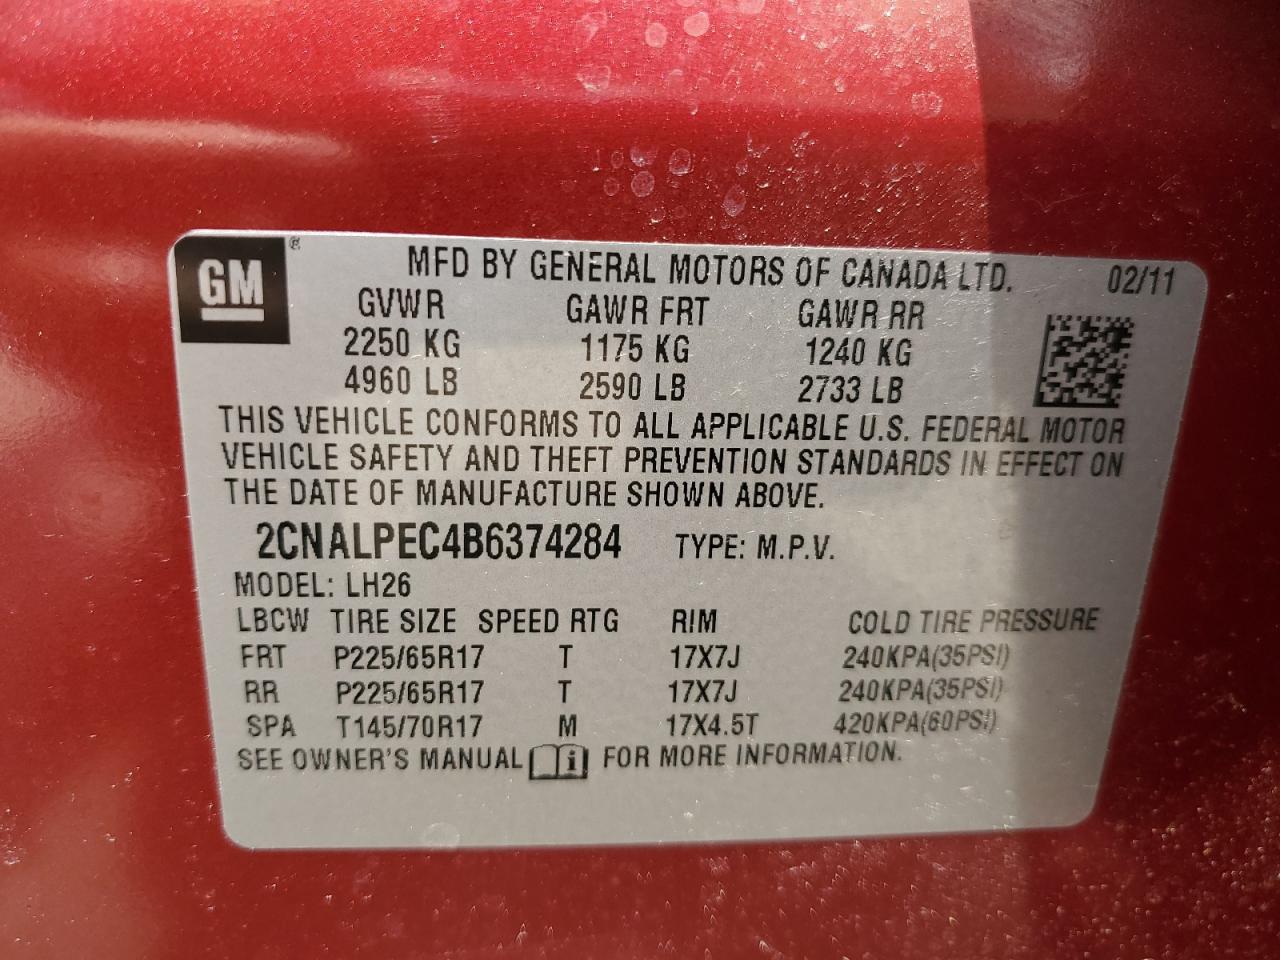 GM ® MFD BY GENERAL MOTORS OF CANADA LTD. 02/11
GVWR GAWR FRT GAWR RR
2250 KG 1175 KG 1240 KG
4960 LB 2590 LB 2733 LB
THIS VEHICLE CONFORMS TO ALL APPLICABLE U.S. FEDERAL MOTOR
VEHICLE SAFETY AND THEFT PREVENTION STANDARDS IN EFFECT ON
THE DATE OF MANUFACTURE SHOWN ABOVE.
2CNALPEC4B6374284 TYPE: M.P.V.
MODEL: LH26
LBCW TIRE SIZE SPEED RTG RIM COLD TIRE PRESSURE
FRT P225/65R17 T 17X7J 240KPA(35PSI)
RR P225/65R17 T 17X7J 240KPA(35PSI)
SPA T145/70R17 M 17X4.5T 420KPA(60PSI)
SEE OWNER'S MANUAL i FOR MORE INFORMATION.